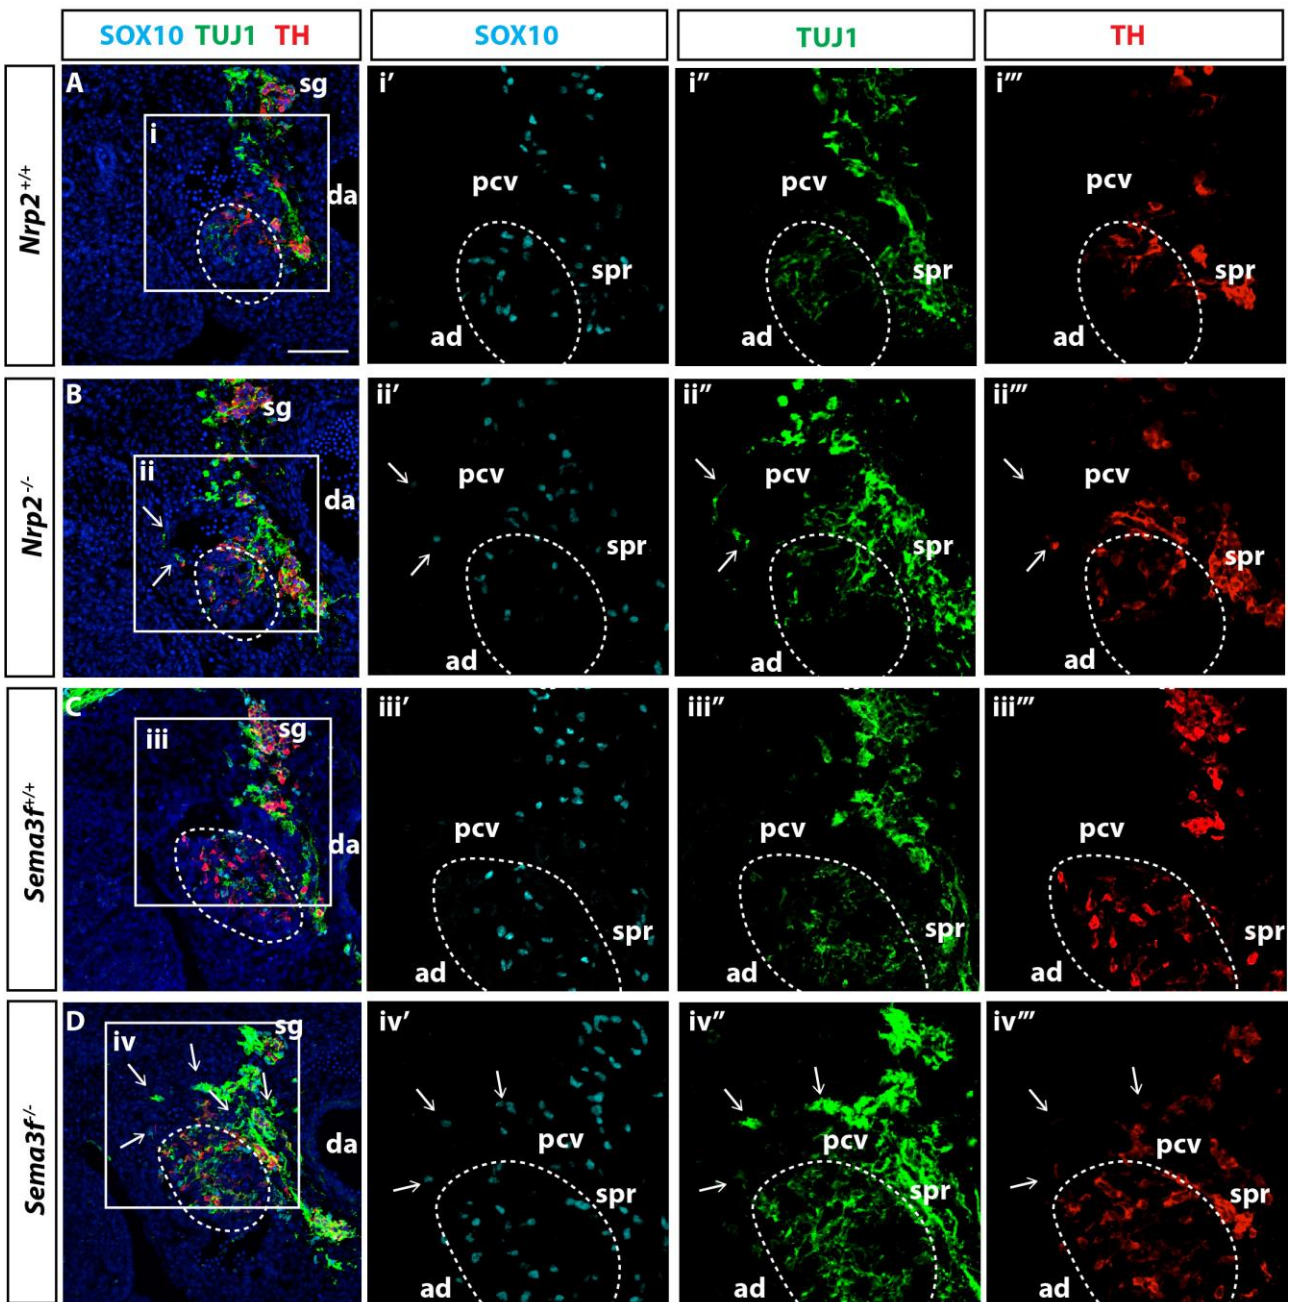 SOX10 TUJ1 TH
SOX10
TUJ1
TH
Nrp2+/+
A
sg
i
da
i′
pcv
spr
ad
i″
pcv
spr
i‴
pcv
spr
ad
Nrp2-/-
B
sg
ii
da
ii′
pcv
spr
ad
ii″
pcv
spr
ad
ii‴
pcv
spr
ad
Sema3f+/+
C
sg
iii
da
iii′
pcv
spr
ad
iii″
pcv
spr
ad
iii‴
pcv
spr
ad
Sema3f-/-
D
sg
iv
da
iv′
pcv
spr
ad
iv″
pcv
spr
ad
iv‴
pcv
spr
ad